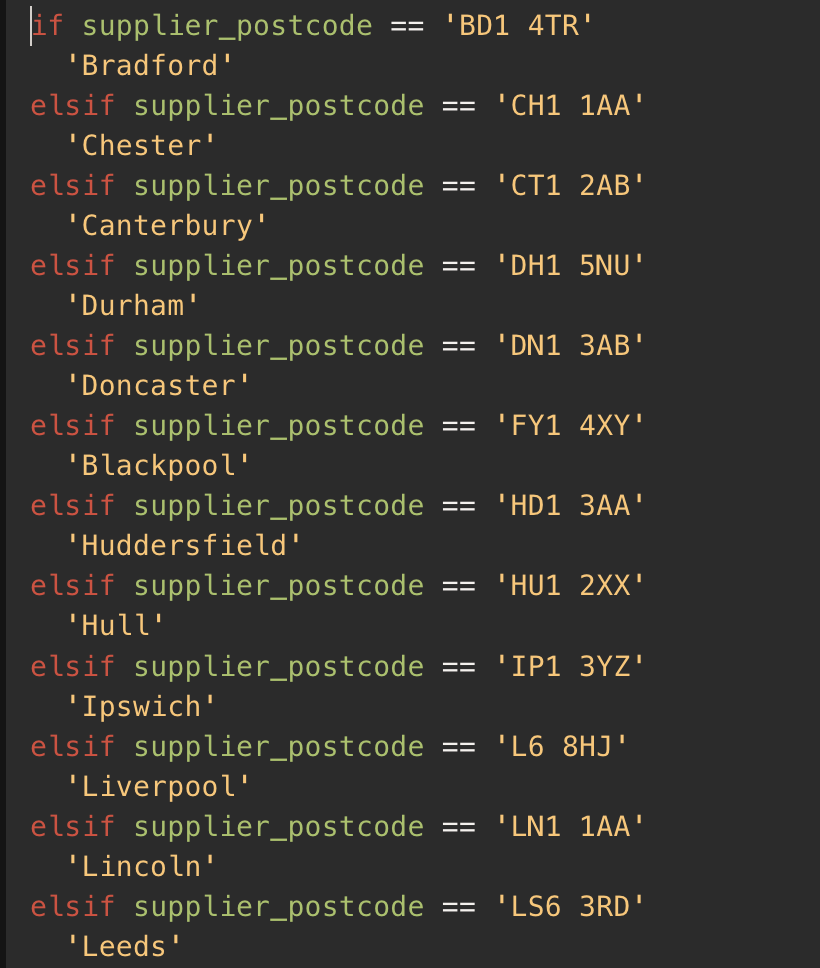 if supplier_postcode == 'BD1 4TR'
  'Bradford'
elsif supplier_postcode == 'CH1 1AA'
  'Chester'
elsif supplier_postcode == 'CT1 2AB'
  'Canterbury'
elsif supplier_postcode == 'DH1 5NU'
  'Durham'
elsif supplier_postcode == 'DN1 3AB'
  'Doncaster'
elsif supplier_postcode == 'FY1 4XY'
  'Blackpool'
elsif supplier_postcode == 'HD1 3AA'
  'Huddersfield'
elsif supplier_postcode == 'HU1 2XX'
  'Hull'
elsif supplier_postcode == 'IP1 3YZ'
  'Ipswich'
elsif supplier_postcode == 'L6 8HJ'
  'Liverpool'
elsif supplier_postcode == 'LN1 1AA'
  'Lincoln'
elsif supplier_postcode == 'LS6 3RD'
  'Leeds'